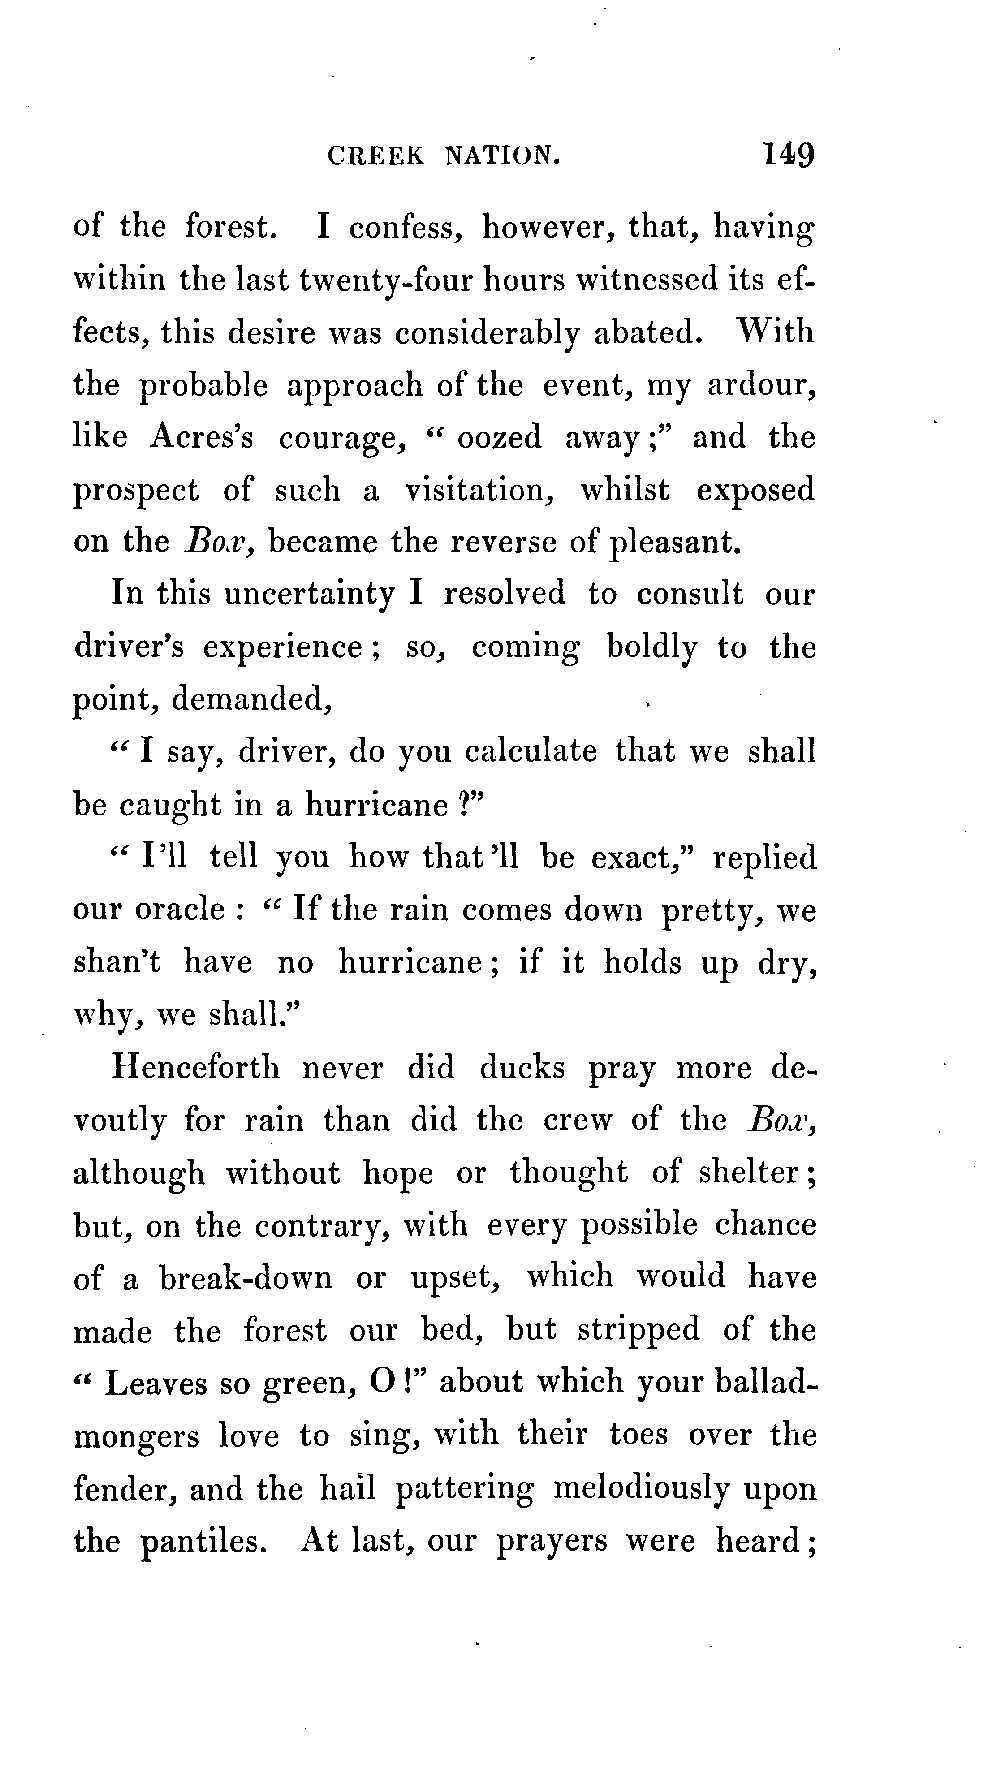 CREEK NATION. 149
of the forest. I confess, however, that, having
within the last twenty-four hours witnessed its ef-
fects, this desire was considerably abated. With
the probable approach of the event, my ardour,
like Acres's courage, “ oozed away ;” and the
prospect of such a visitation, whilst exposed
on the Box, became the reverse of pleasant.
In this uncertainty I resolved to consult our
driver's experience ; so, coming boldly to the
point, demanded,
“ I say, driver, do you calculate that we shall
be caught in a hurricane ?”
“ I'll tell you how that 'll be exact,” replied
our oracle : “ If the rain comes down pretty, we
shan't have no hurricane ; if it holds up dry,
why, we shall.”
Henceforth never did ducks pray more de-
voutly for rain than did the crew of the Box,
although without hope or thought of shelter ;
but, on the contrary, with every possible chance
of a break-down or upset, which would have
made the forest our bed, but stripped of the
“ Leaves so green, O !” about which your ballad-
mongers love to sing, with their toes over the
fender, and the hail pattering melodiously upon
the pantiles. At last, our prayers were heard ;